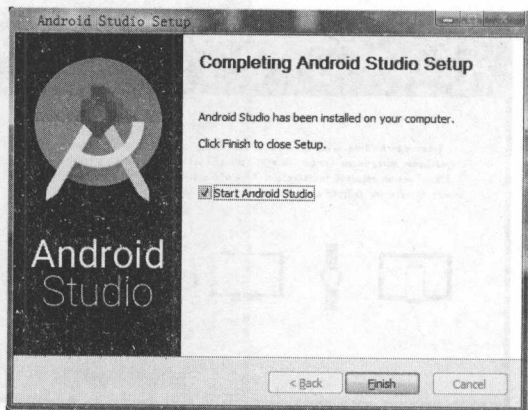 Android Studio Setup
Completing Android Studio Setup
Android Studio has been installed on your computer.
Click Finish to close Setup.
Start Android Studio
Android
Studio
< Back
Finish
Cancel